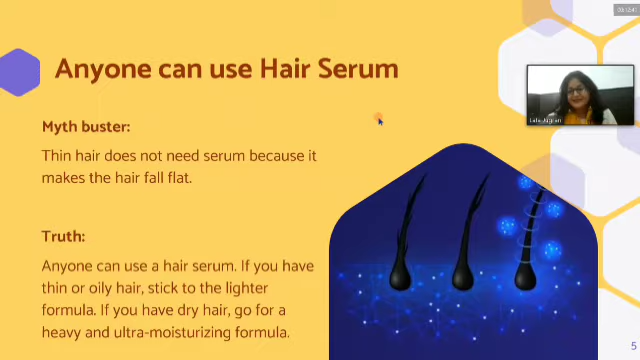 Anyone can use Hair Serum
Myth buster:
Thin hair does not need serum because it
makes the hair fall flat.
Truth:
Anyone can use a hair serum. If you have
thin or oily hair, stick to the lighter
formula. If you have dry hair, go for a
heavy and ultra-moisturizing formula.
5